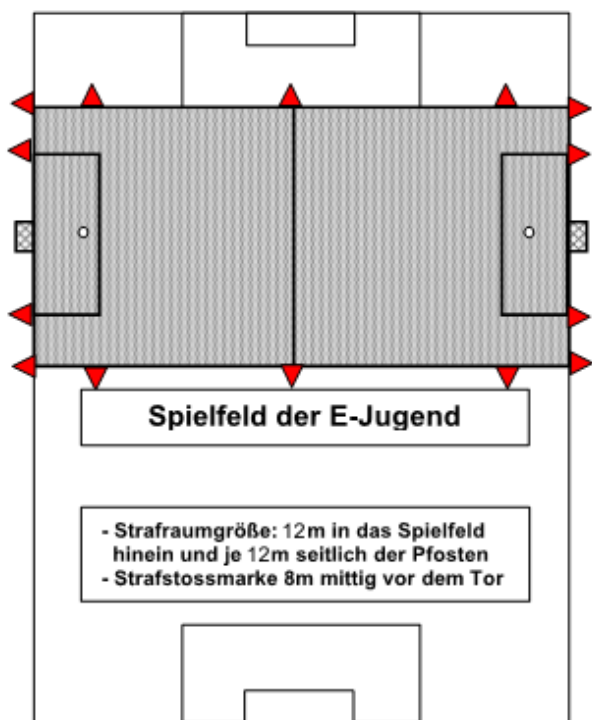 Spielfeld der E-Jugend
- Strafraumgröße: 12m in das Spielfeld
hinein und je 12m seitlich der Pfosten
- Strafstossmarke 8m mittig vor dem Tor